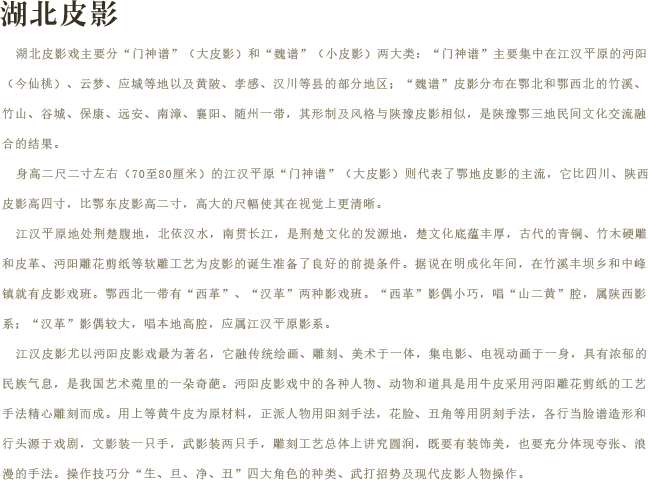 湖北皮影
湖北皮影戏主要分“门神谱”（大皮影）和“魏谱”（小皮影）两大类：“门神谱”主要集中在江汉平原的沔阳
（今仙桃）、云梦、应城等地以及黄陂、孝感、汉川等县的部分地区；“魏谱”皮影分布在鄂北和鄂西北的竹溪、
竹山、谷城、保康、远安、南漳、襄阳、随州一带，其形制及风格与陕豫皮影相似，是陕豫鄂三地民间文化交流融
合的结果。
身高二尺二寸左右（70至80厘米）的江汉平原“门神谱”（大皮影）则代表了鄂地皮影的主流，它比四川、陕西
皮影高四寸，比鄂东皮影高二寸，高大的尺幅使其在视觉上更清晰。
江汉平原地处荆楚腹地，北依汉水，南贯长江，是荆楚文化的发源地，楚文化底蕴丰厚，古代的青铜、竹木硬雕
和皮革、沔阳雕花剪纸等软雕工艺为皮影的诞生准备了良好的前提条件。据说在明成化年间，在竹溪丰坝乡和中峰
镇就有皮影戏班。鄂西北一带有“西革”、“汉革”两种影戏班。“西革”影偶小巧，唱“山二黄”腔，属陕西影
系；“汉革”影偶较大，唱本地高腔，应属江汉平原影系。
江汉皮影尤以沔阳皮影戏最为著名，它融传统绘画、雕刻、美术于一体，集电影、电视动画于一身，具有浓郁的
民族气息，是我国艺术菀里的一朵奇葩。沔阳皮影戏中的各种人物、动物和道具是用牛皮采用沔阳雕花剪纸的工艺
手法精心雕刻而成。用上等黄牛皮为原材料，正派人物用阳刻手法，花脸、丑角等用阴刻手法，各行当脸谱造形和
行头源于戏剧，文影装一只手，武影装两只手，雕刻工艺总体上讲究圆润，既要有装饰美，也要充分体现夸张、浪
漫的手法。操作技巧分“生、旦、净、丑”四大角色的种类、武打招势及现代皮影人物操作。